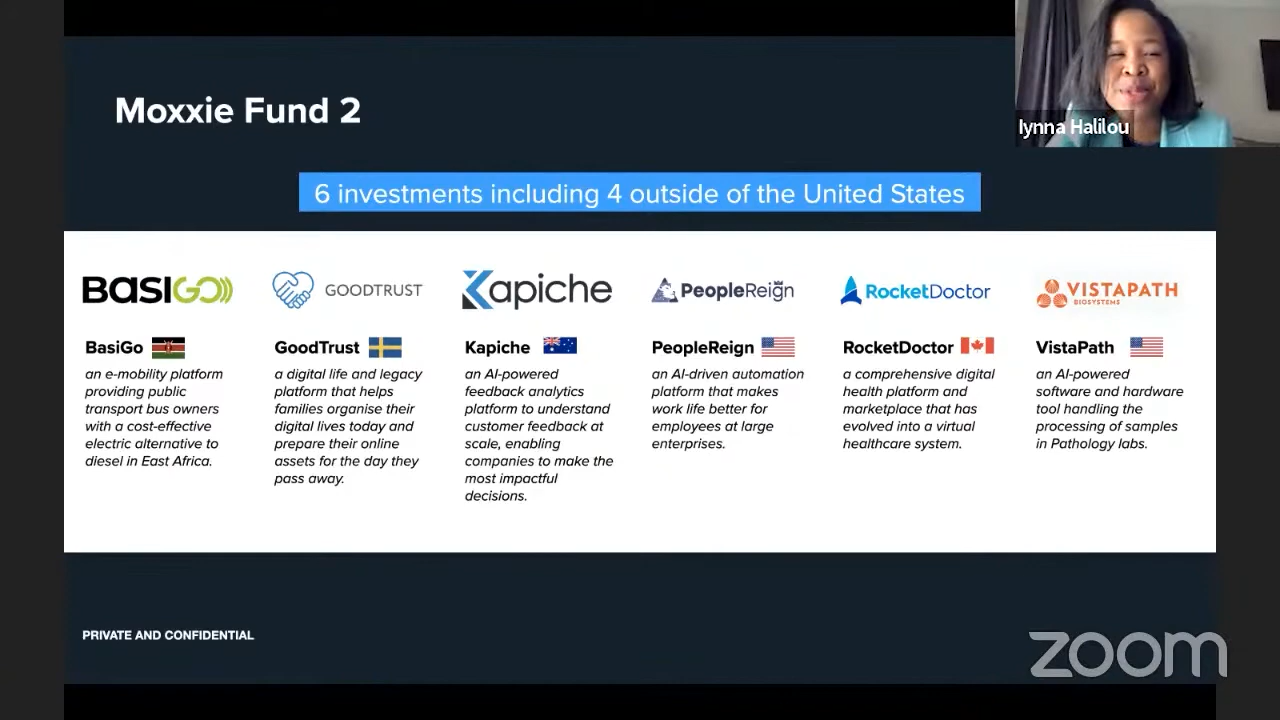 Moxxie Fund 2
Iynna Halilou
6 investments including 4 outside of the United States
BASIGO
GOODTRUST
Kapiche
PeopleReign
RocketDoctor
VISTAPATH
BIOSYSTEMS
BasiGo
an e-mobility platform
providing public
transport bus owners
with a cost-effective
electric alternative to
diesel in East Africa.
GoodTrust
a digital life and legacy
platform that helps
families organise their
digital lives today and
prepare their online
assets for the day they
pass away.
Kapiche
an AI-powered
feedback analytics
platform to understand
customer feedback at
scale, enabling
companies to make the
most impactful
decisions.
PeopleReign
an AI-driven automation
platform that makes
work life better for
employees at large
enterprises.
RocketDoctor
a comprehensive digital
health platform and
marketplace that has
evolved into a virtual
healthcare system.
VistaPath
an AI-powered
software and hardware
tool handling the
processing of samples
in Pathology labs.
PRIVATE AND CONFIDENTIAL
zoom